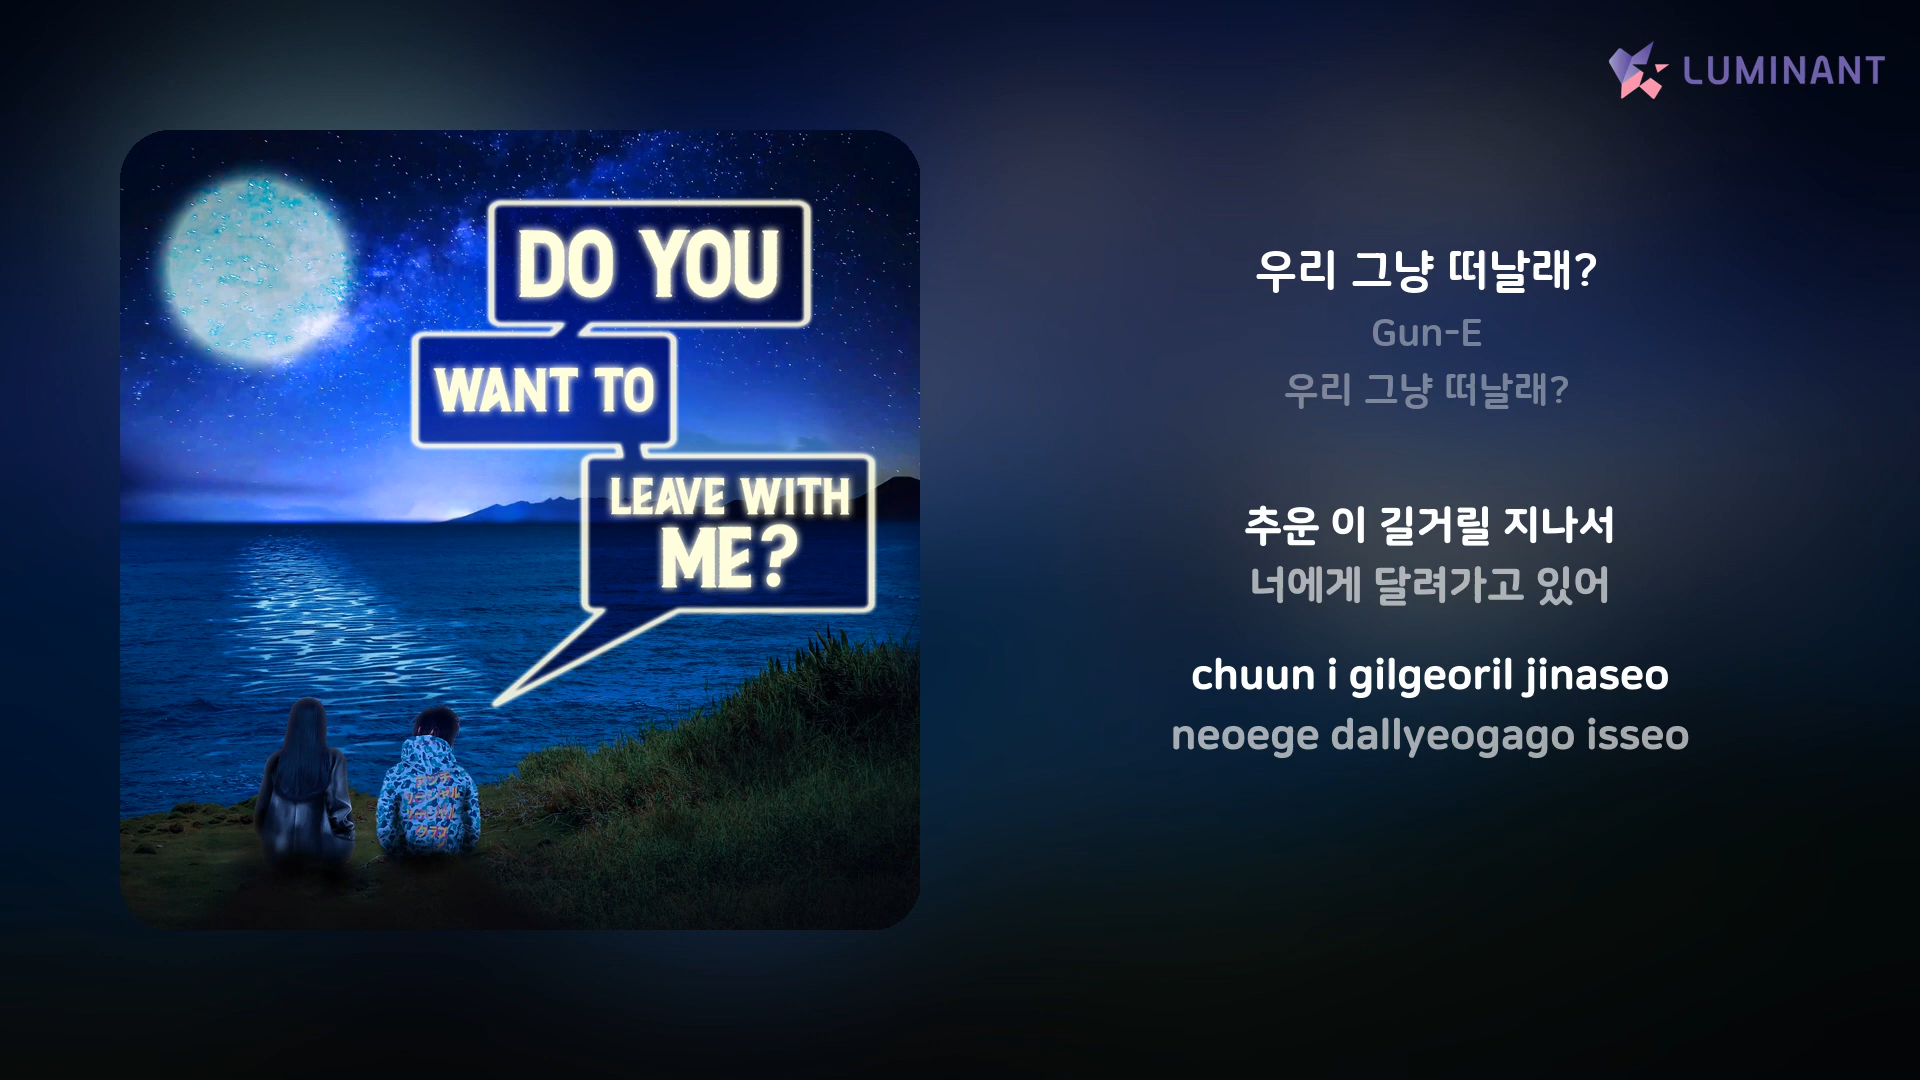 LUMINANT
DO YOU
WANT TO
LEAVE WITH
ME?
우리 그냥 떠날래?
Gun-E
우리 그냥 떠날래?
추운 이 길거릴 지나서
너에게 달려가고 있어
chuun i gilgeoril jinaseo
neoege dallyeogago isseo